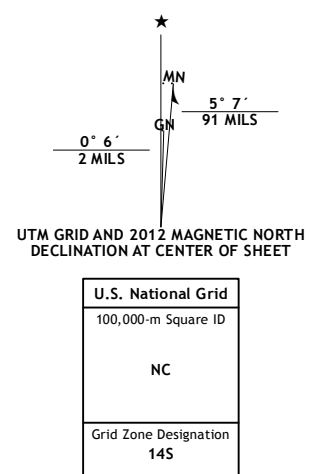 ★
MN
GN
5° 7´
91 MILS
0° 6´
2 MILS
UTM GRID AND 2012 MAGNETIC NORTH
DECLINATION AT CENTER OF SHEET
U.S. National Grid
100,000-m Square ID
NC
Grid Zone Designation
14S